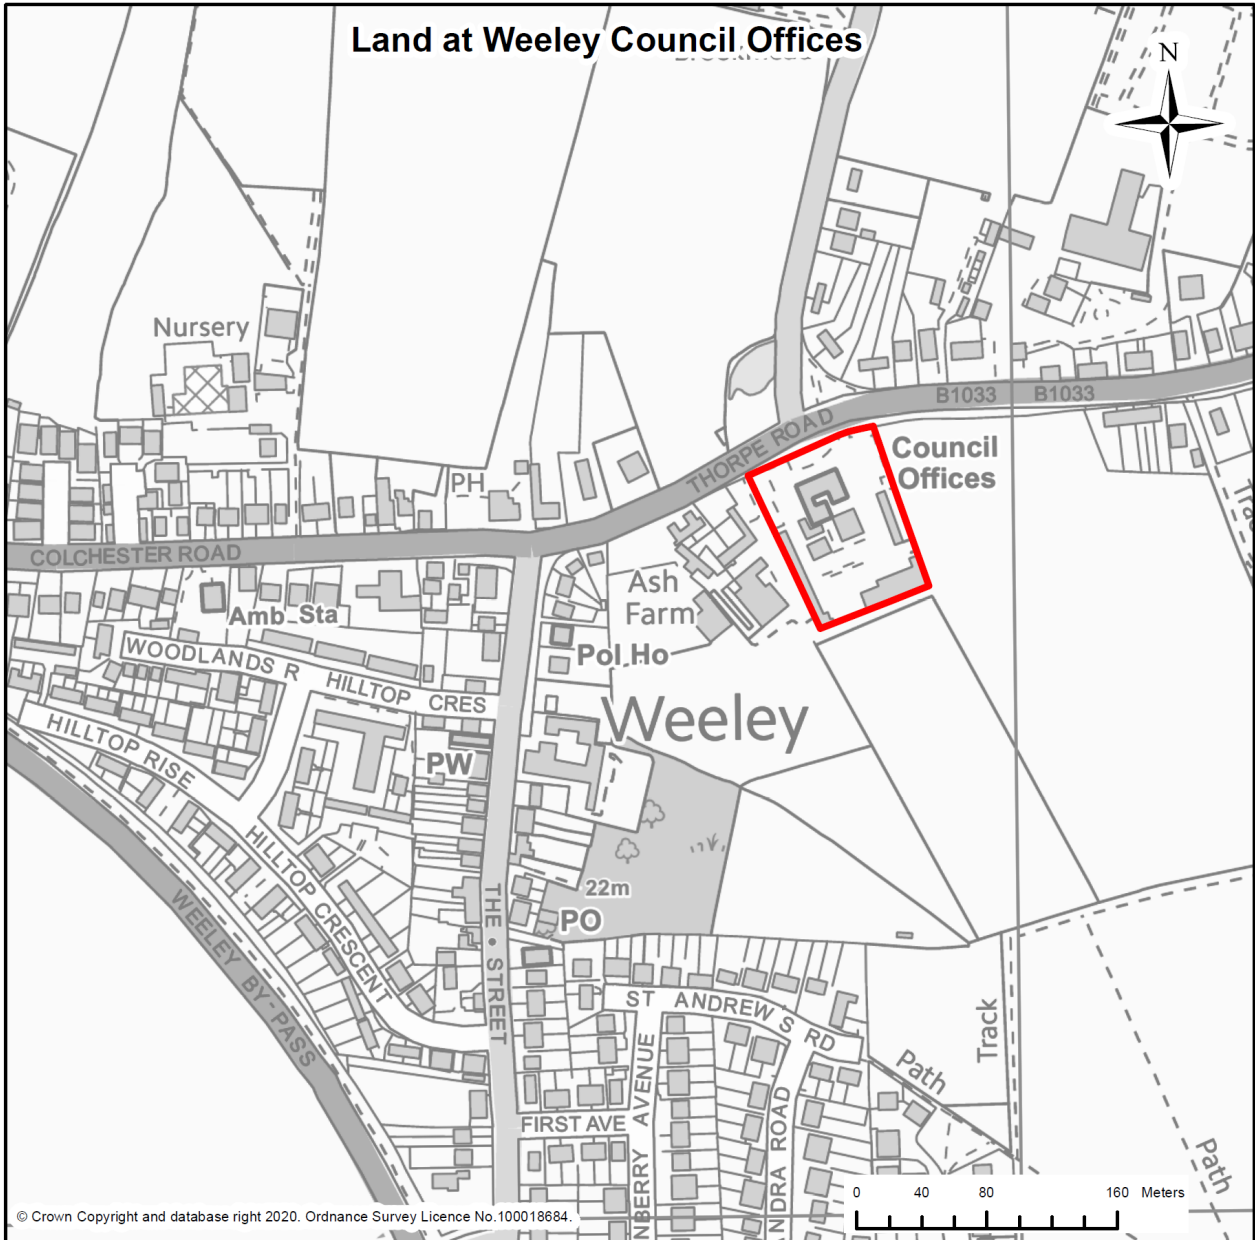 Land at Weeley Council Offices
N
Nursery
PH
THORPE ROAD
B1033
B1033
Council
Offices
COLCHESTER ROAD
Amb Sta
Ash
Farm
Pol Ho
WOODLANDS R
HILLTOP CRES
Weeley
HILLTOP RISE
PW
HILLTOP CRESCENT
22m
PO
WEELEY BY-PASS
THE STREET
ST ANDREW S RD
Track
Path
Path
FIRST AVE
NBERRY AVENUE
NDRA ROAD
0 40 80 160 Meters
© Crown Copyright and database right 2020. Ordnance Survey Licence No.100018684.